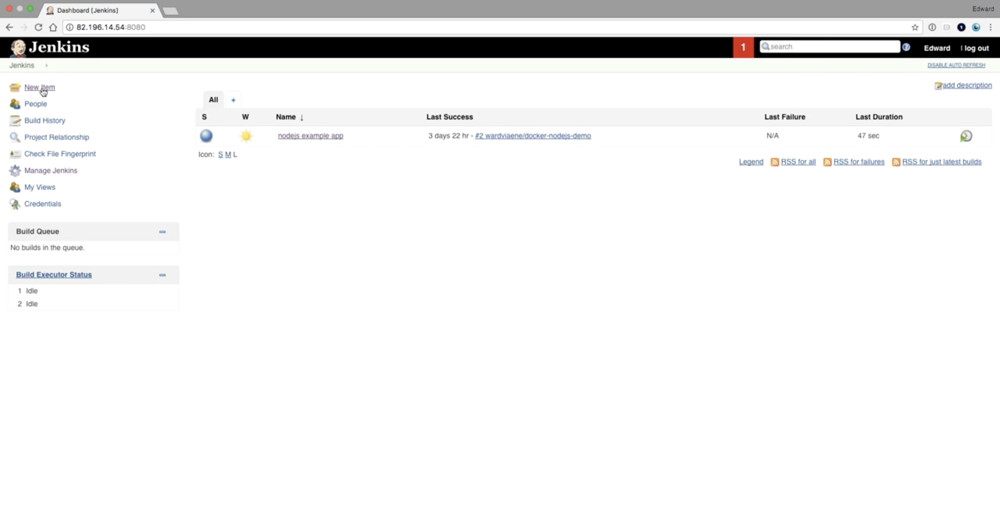 Dashboard [Jenkins]
Edward
82.196.14.54:8080
Jenkins
1
search
Edward
| log out
Jenkins
DISABLE AUTO REFRESH
New Item
People
Build History
Project Relationship
Check File Fingerprint
Manage Jenkins
My Views
Credentials
Build Queue
No builds in the queue.
Build Executor Status
1 Idle
2 Idle
add description
All +
S W Name ↓ Last Success Last Failure Last Duration
nodejs example app 3 days 22 hr - #2 wardviaene/docker-nodejs-demo N/A 47 sec
Icon: S M L
Legend RSS for all RSS for failures RSS for just latest builds